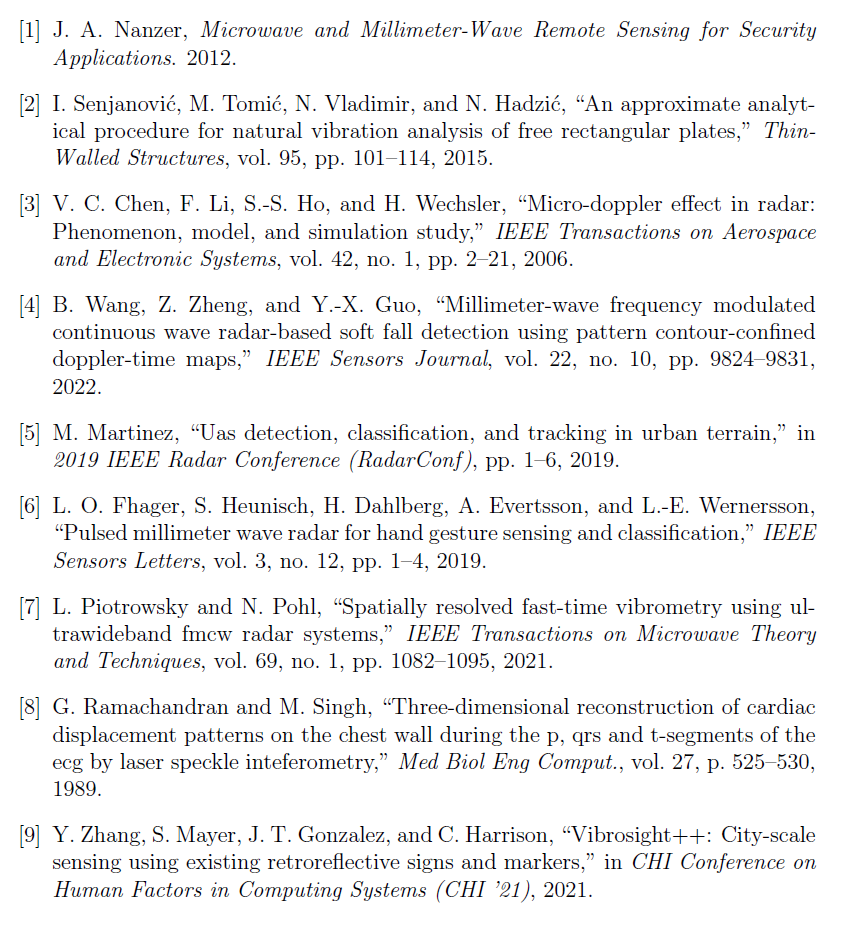 [1] J. A. Nanzer, Microwave and Millimeter-Wave Remote Sensing for Security
Applications. 2012.
[2] I. Senjanović, M. Tomić, N. Vladimir, and N. Hadzić, “An approximate analyt-
ical procedure for natural vibration analysis of free rectangular plates,” Thin-
Walled Structures, vol. 95, pp. 101–114, 2015.
[3] V. C. Chen, F. Li, S.-S. Ho, and H. Wechsler, “Micro-doppler effect in radar:
Phenomenon, model, and simulation study,” IEEE Transactions on Aerospace
and Electronic Systems, vol. 42, no. 1, pp. 2–21, 2006.
[4] B. Wang, Z. Zheng, and Y.-X. Guo, “Millimeter-wave frequency modulated
continuous wave radar-based soft fall detection using pattern contour-confined
doppler-time maps,” IEEE Sensors Journal, vol. 22, no. 10, pp. 9824–9831,
2022.
[5] M. Martinez, “Uas detection, classification, and tracking in urban terrain,” in
2019 IEEE Radar Conference (RadarConf), pp. 1–6, 2019.
[6] L. O. Fhager, S. Heunisch, H. Dahlberg, A. Evertsson, and L.-E. Wernersson,
“Pulsed millimeter wave radar for hand gesture sensing and classification,” IEEE
Sensors Letters, vol. 3, no. 12, pp. 1–4, 2019.
[7] L. Piotrowsky and N. Pohl, “Spatially resolved fast-time vibrometry using ul-
trawideband fmcw radar systems,” IEEE Transactions on Microwave Theory
and Techniques, vol. 69, no. 1, pp. 1082–1095, 2021.
[8] G. Ramachandran and M. Singh, “Three-dimensional reconstruction of cardiac
displacement patterns on the chest wall during the p, qrs and t-segments of the
ecg by laser speckle inteferometry,” Med Biol Eng Comput., vol. 27, p. 525–530,
1989.
[9] Y. Zhang, S. Mayer, J. T. Gonzalez, and C. Harrison, “Vibrosight++: City-scale
sensing using existing retroreflective signs and markers,” in CHI Conference on
Human Factors in Computing Systems (CHI ’21), 2021.